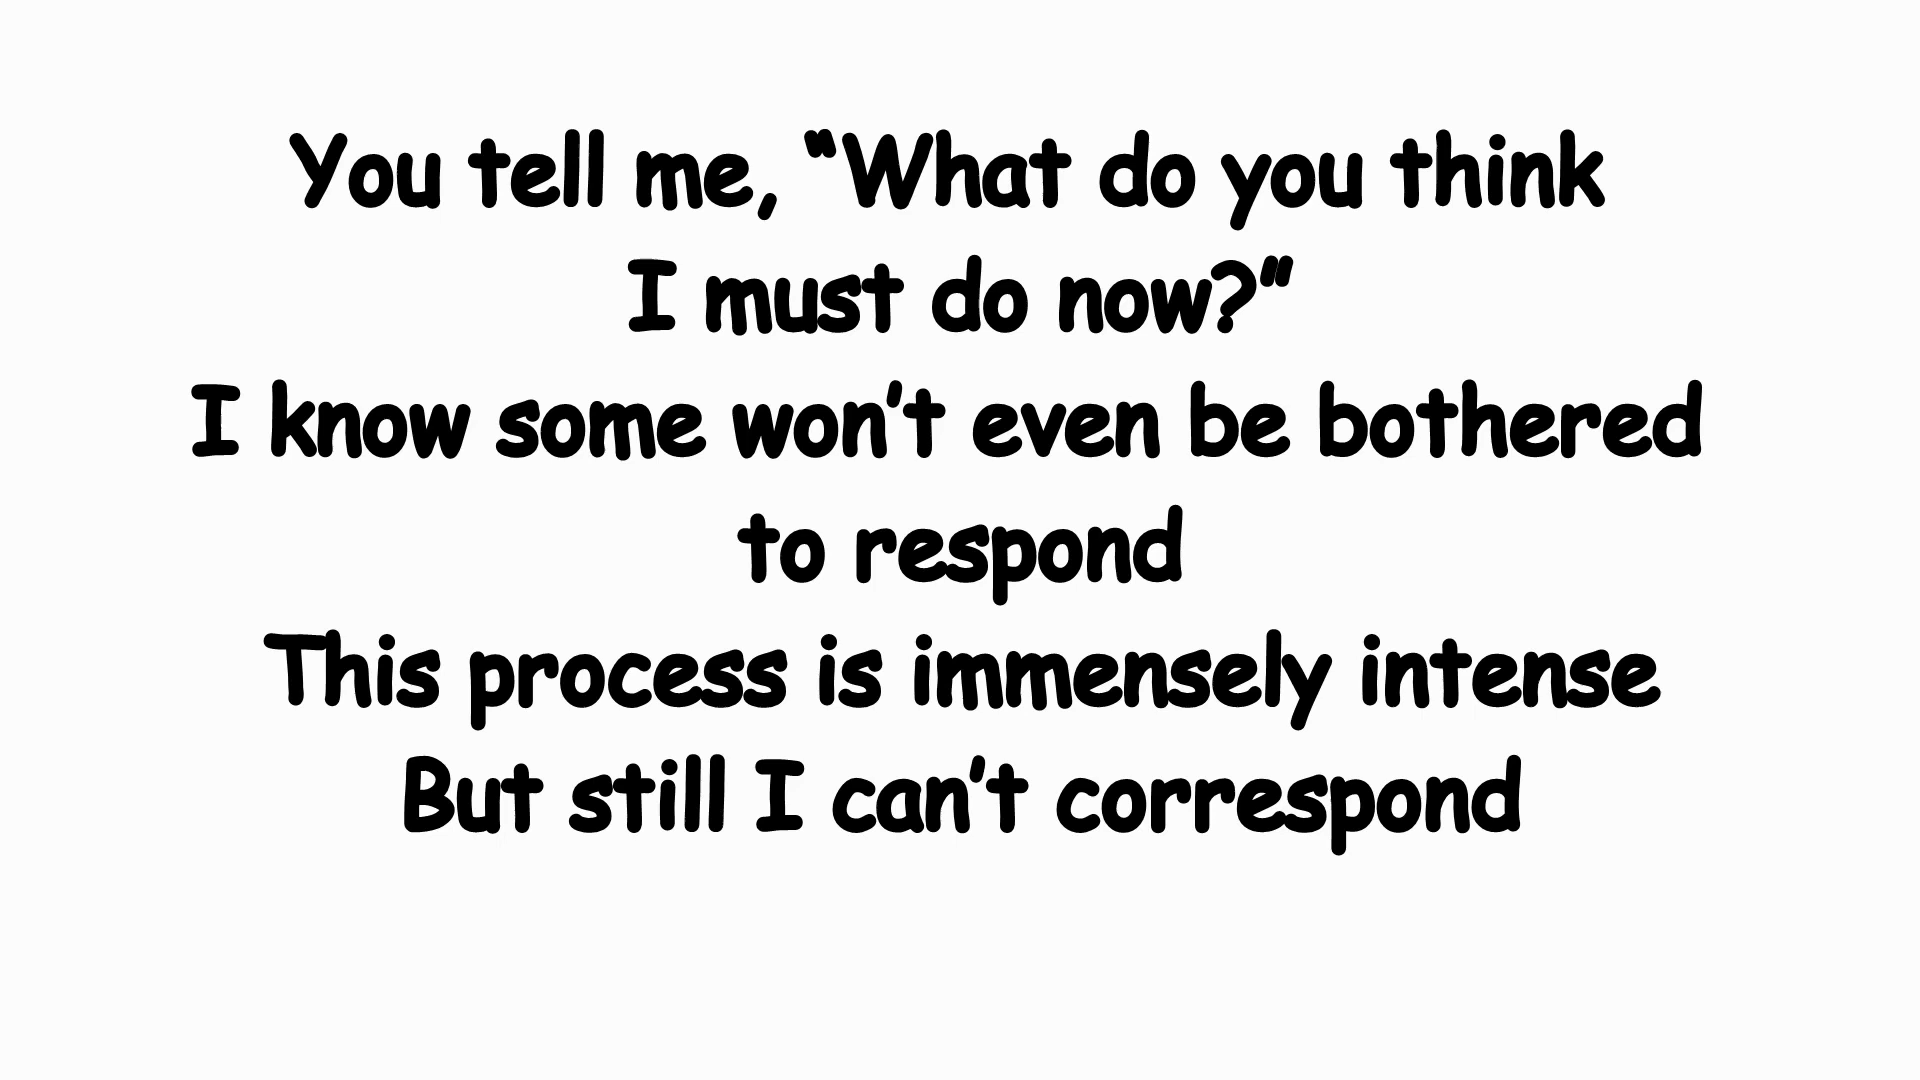 You tell me, “What do you think
I must do now?”
I know some won’t even be bothered
to respond
This process is immensely intense
But still I can’t correspond